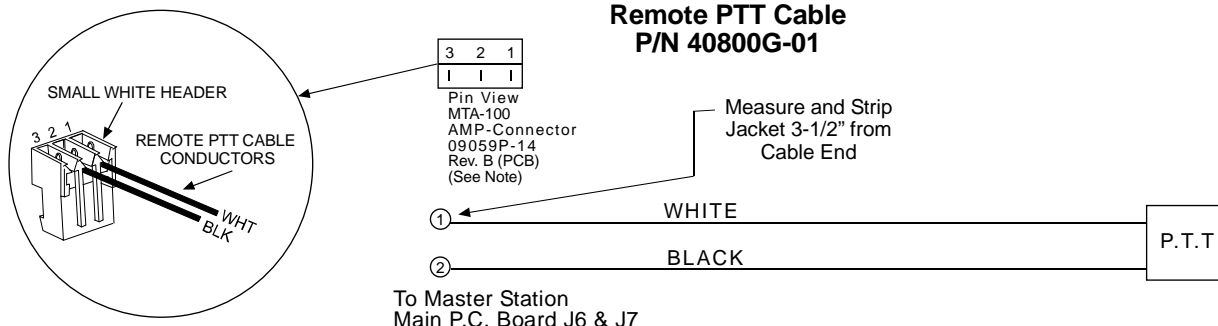 Remote PTT Cable
P/N 40800G-01
3 2 1
Pin View
MTA-100
AMP-Connector
09059P-14
Rev. B (PCB)
(See Note)
SMALL WHITE HEADER
3 2 1
REMOTE PTT CABLE
CONDUCTORS
WHT
BLK
Measure and Strip
Jacket 3-1/2” from
Cable End
1
WHITE
P.T.T
2
BLACK
To Master Station
Main P.C. Board J6 & J7